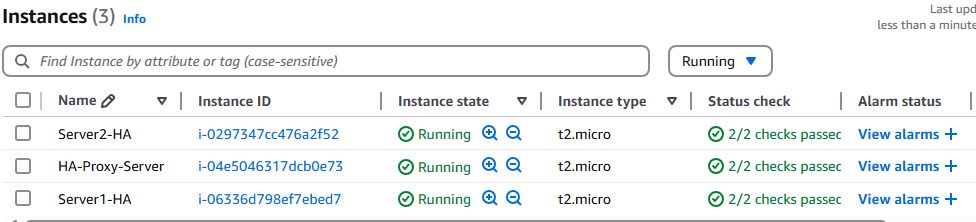 Instances (3) Info
Last upd
less than a minute
Find Instance by attribute or tag (case-sensitive)
Running
Name Instance ID Instance state Instance type Status check Alarm status
Server2-HA i-0297347cc476a2f52 Running t2.micro 2/2 checks passec View alarms +
HA-Proxy-Server i-04e5046317dcb0e73 Running t2.micro 2/2 checks passec View alarms +
Server1-HA i-06336d798ef7ebed7 Running t2.micro 2/2 checks passec View alarms +